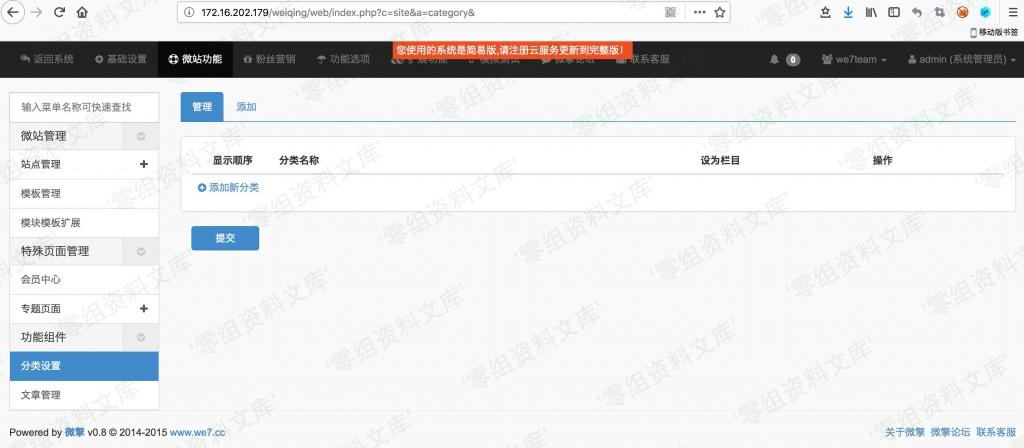 172.16.202.179/weiqing/web/index.php?c=site&a=category&
移动版书签
您使用的系统是简易版,请注册云服务更新到完整版!
返回系统 基础设置 微站功能 粉丝营销 功能选项 联系客服 0 we7team admin (系统管理员)
输入菜单名称可快速查找
管理 添加
微站管理
站点管理
模板管理
模块模板扩展
特殊页面管理
会员中心
专题页面
功能组件
分类设置
文章管理
显示顺序 分类名称 设为栏目 操作
添加新分类
提交
Powered by 微擎 v0.8 © 2014-2015 www.we7.cc
关于微擎 微擎论坛 联系客服
零组资料文库